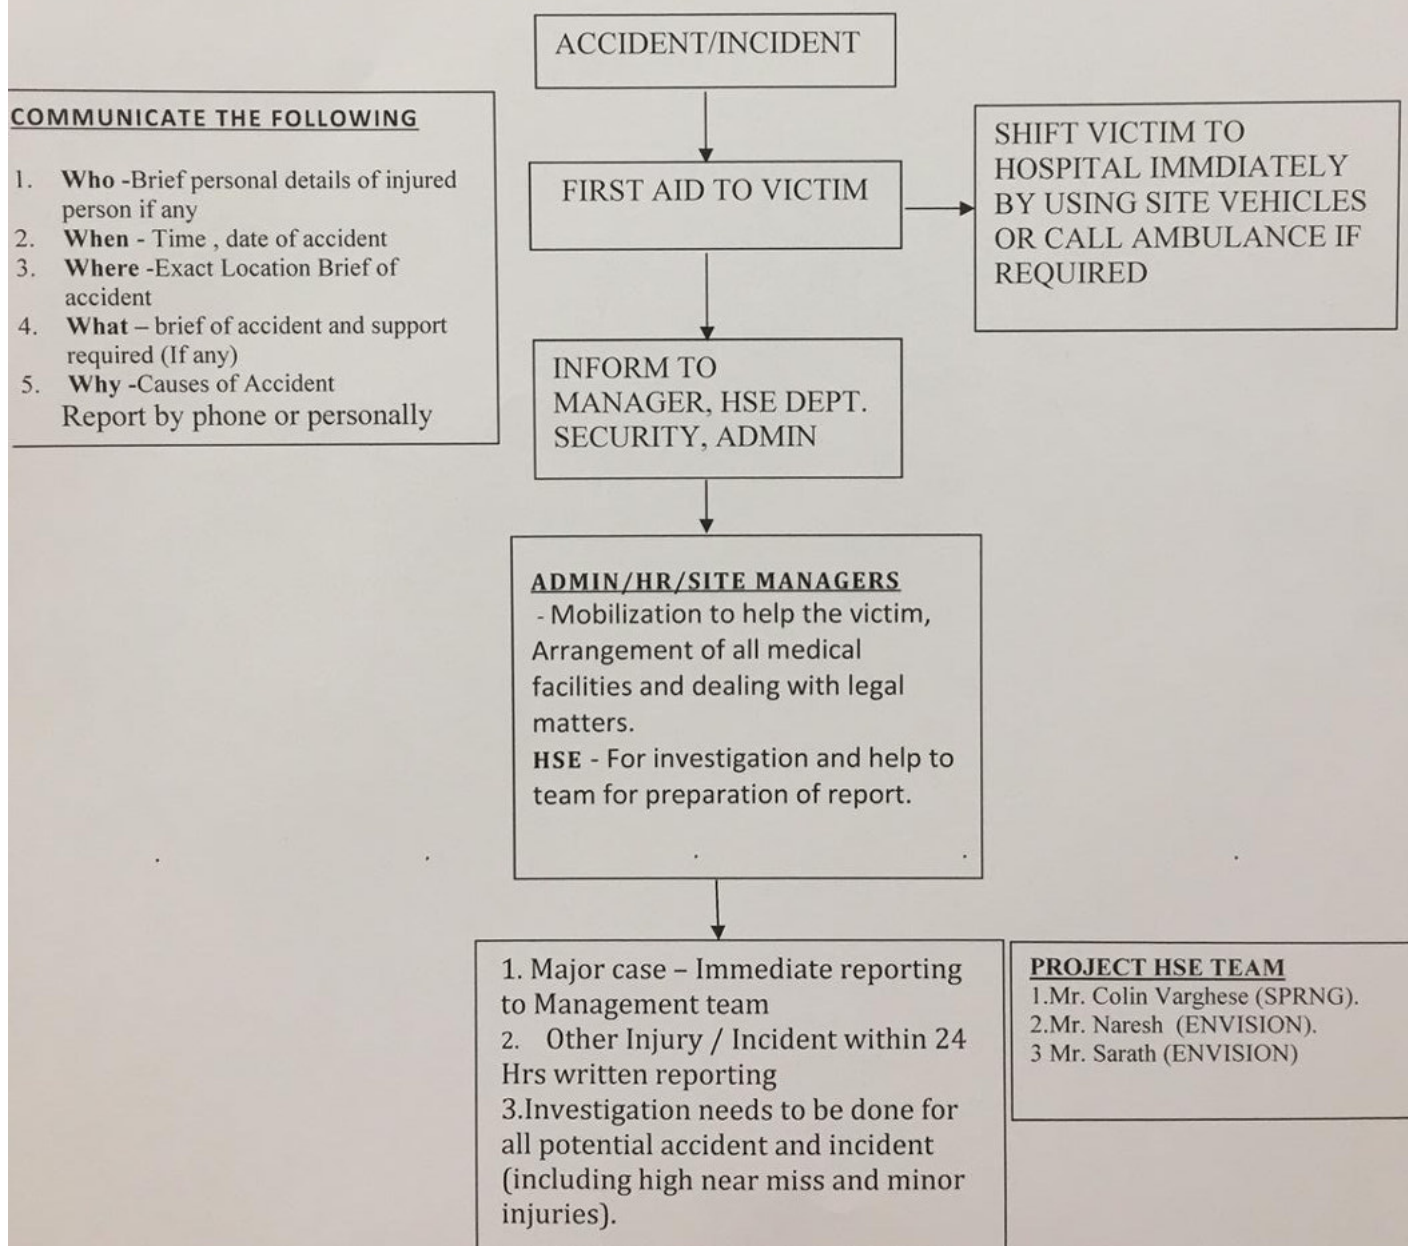 ACCIDENT/INCIDENT
COMMUNICATE THE FOLLOWING
1. Who -Brief personal details of injured
person if any
2. When - Time , date of accident
3. Where -Exact Location Brief of
accident
4. What – brief of accident and support
required (If any)
5. Why -Causes of Accident
Report by phone or personally
FIRST AID TO VICTIM
SHIFT VICTIM TO
HOSPITAL IMMDIATELY
BY USING SITE VEHICLES
OR CALL AMBULANCE IF
REQUIRED
INFORM TO
MANAGER, HSE DEPT.
SECURITY, ADMIN
ADMIN/HR/SITE MANAGERS
- Mobilization to help the victim,
Arrangement of all medical
facilities and dealing with legal
matters.
HSE - For investigation and help to
team for preparation of report.
1. Major case – Immediate reporting
to Management team
2. Other Injury / Incident within 24
Hrs written reporting
3.Investigation needs to be done for
all potential accident and incident
(including high near miss and minor
injuries).
PROJECT HSE TEAM
1.Mr. Colin Varghese (SPRNG).
2.Mr. Naresh (ENVISION).
3 Mr. Sarath (ENVISION)